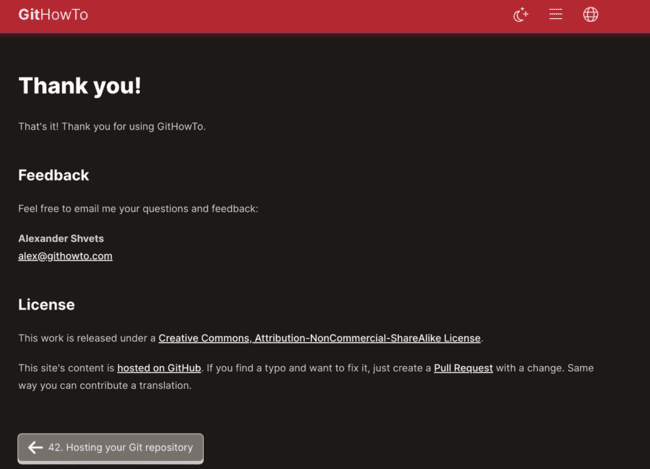 GitHowTo
Thank you!
That's it! Thank you for using GitHowTo.
Feedback
Feel free to email me your questions and feedback:
Alexander Shvets
alex@githowto.com
License
This work is released under a Creative Commons, Attribution-NonCommercial-ShareAlike License.
This site's content is hosted on GitHub. If you find a typo and want to fix it, just create a Pull Request with a change. Same
way you can contribute a translation.
42. Hosting your Git repository